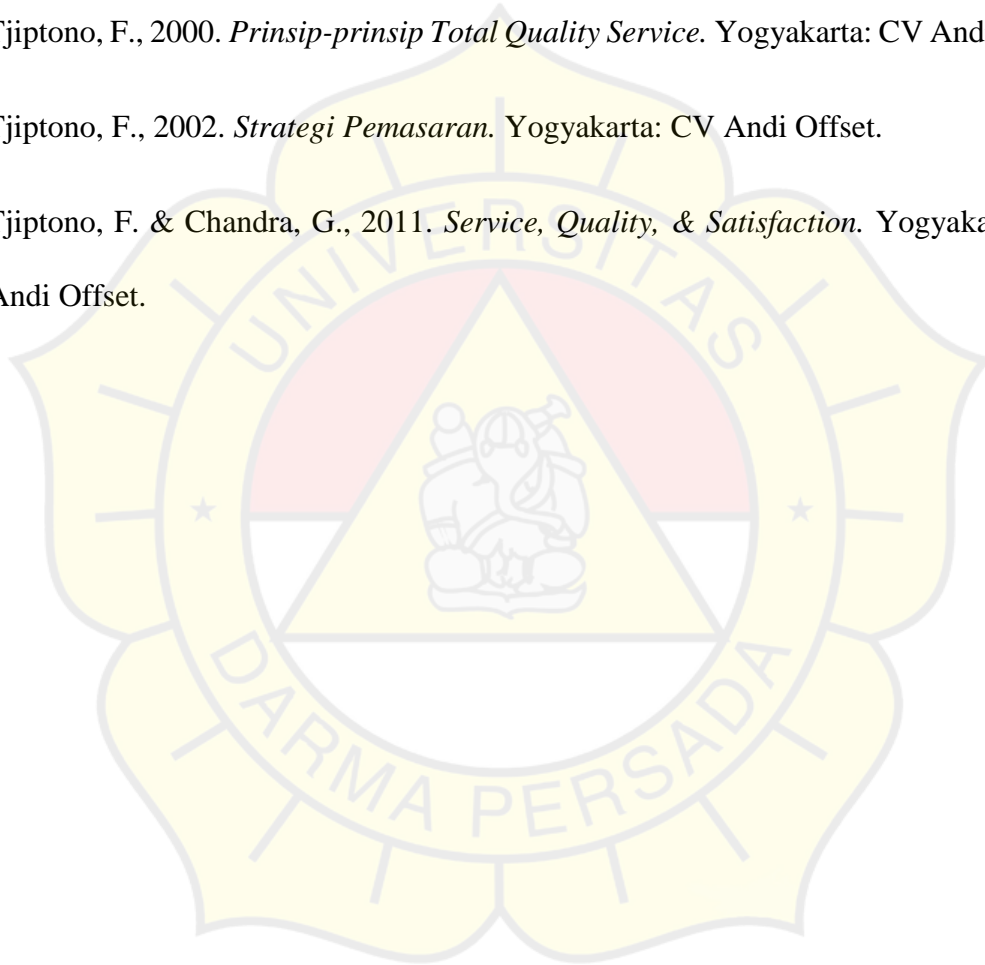 Tjiptono, F., 2000. Prinsip-prinsip Total Quality Service. Yogyakarta: CV And
Tjiptono, F., 2002. Strategi Pemasaran. Yogyakarta: CV Andi Offset.
Tjiptono, F. & Chandra, G., 2011. Service, Quality, & Satisfaction. Yogyaka
Andi Offset.
UNIVERSITAS
DARMA PERSADA